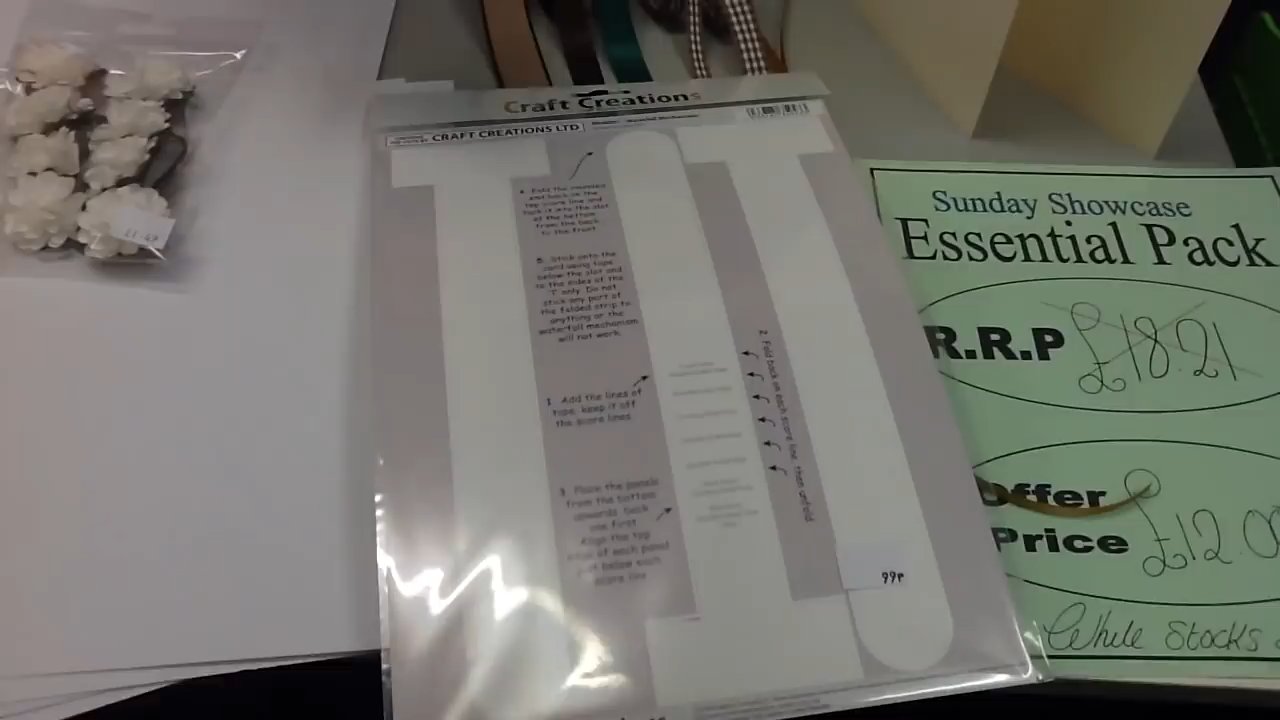 £1.49
Craft Creations
CRAFT CREATIONS LTD
4. Fold the rounded
end back on the
top score line and
tuck it into the slot
of the bottom
from the back
to the front
5. Stick onto the
card using tape
below the slot and
to the sides of the
'T' only. Do not
stick any part of
the folded strip to
anything or the
waterfall mechanism
will not work
1. Add the lines of
tape, keep it off
the score lines
2. Fold back on each score line, then unfold
3. Place the panels
from the bottom
upwards, back
one first.
Align the top
edge of each panel
just below each
score line
99P
Sunday Showcase
Essential Pack
R.R.P £18.21
Offer
Price £12.00
While Stocks